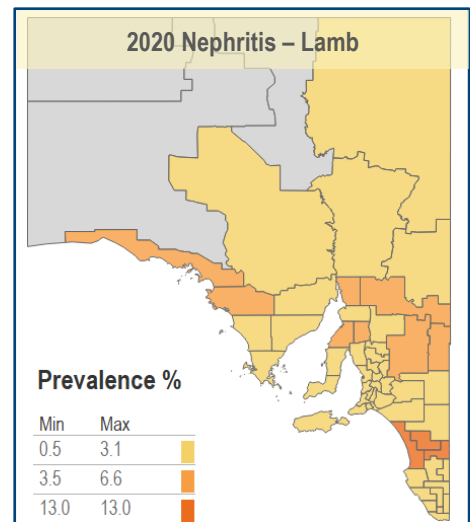 2020 Nephritis – Lamb
Prevalence %
Min Max
0.5 3.1
3.5 6.6
13.0 13.0